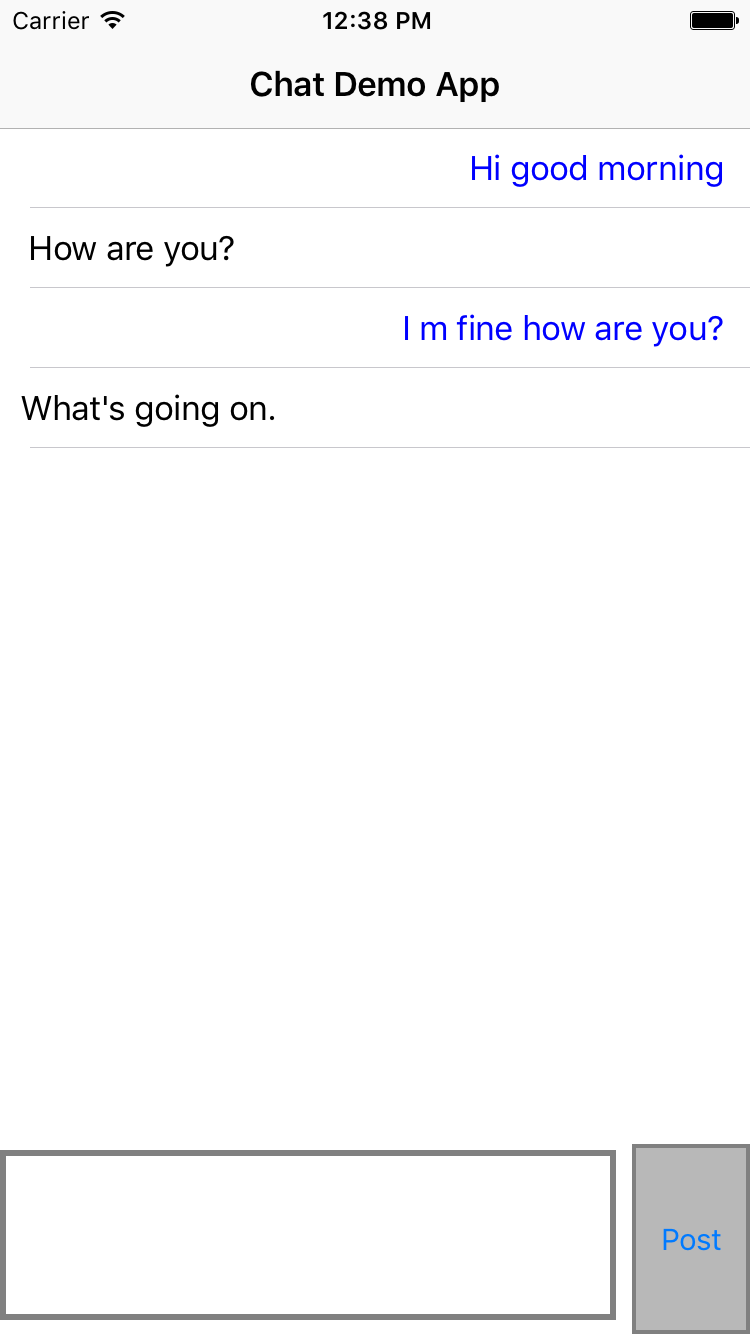 Carrier 12:38 PM
Chat Demo App
Hi good morning
How are you?
I m fine how are you?
What's going on.
Post